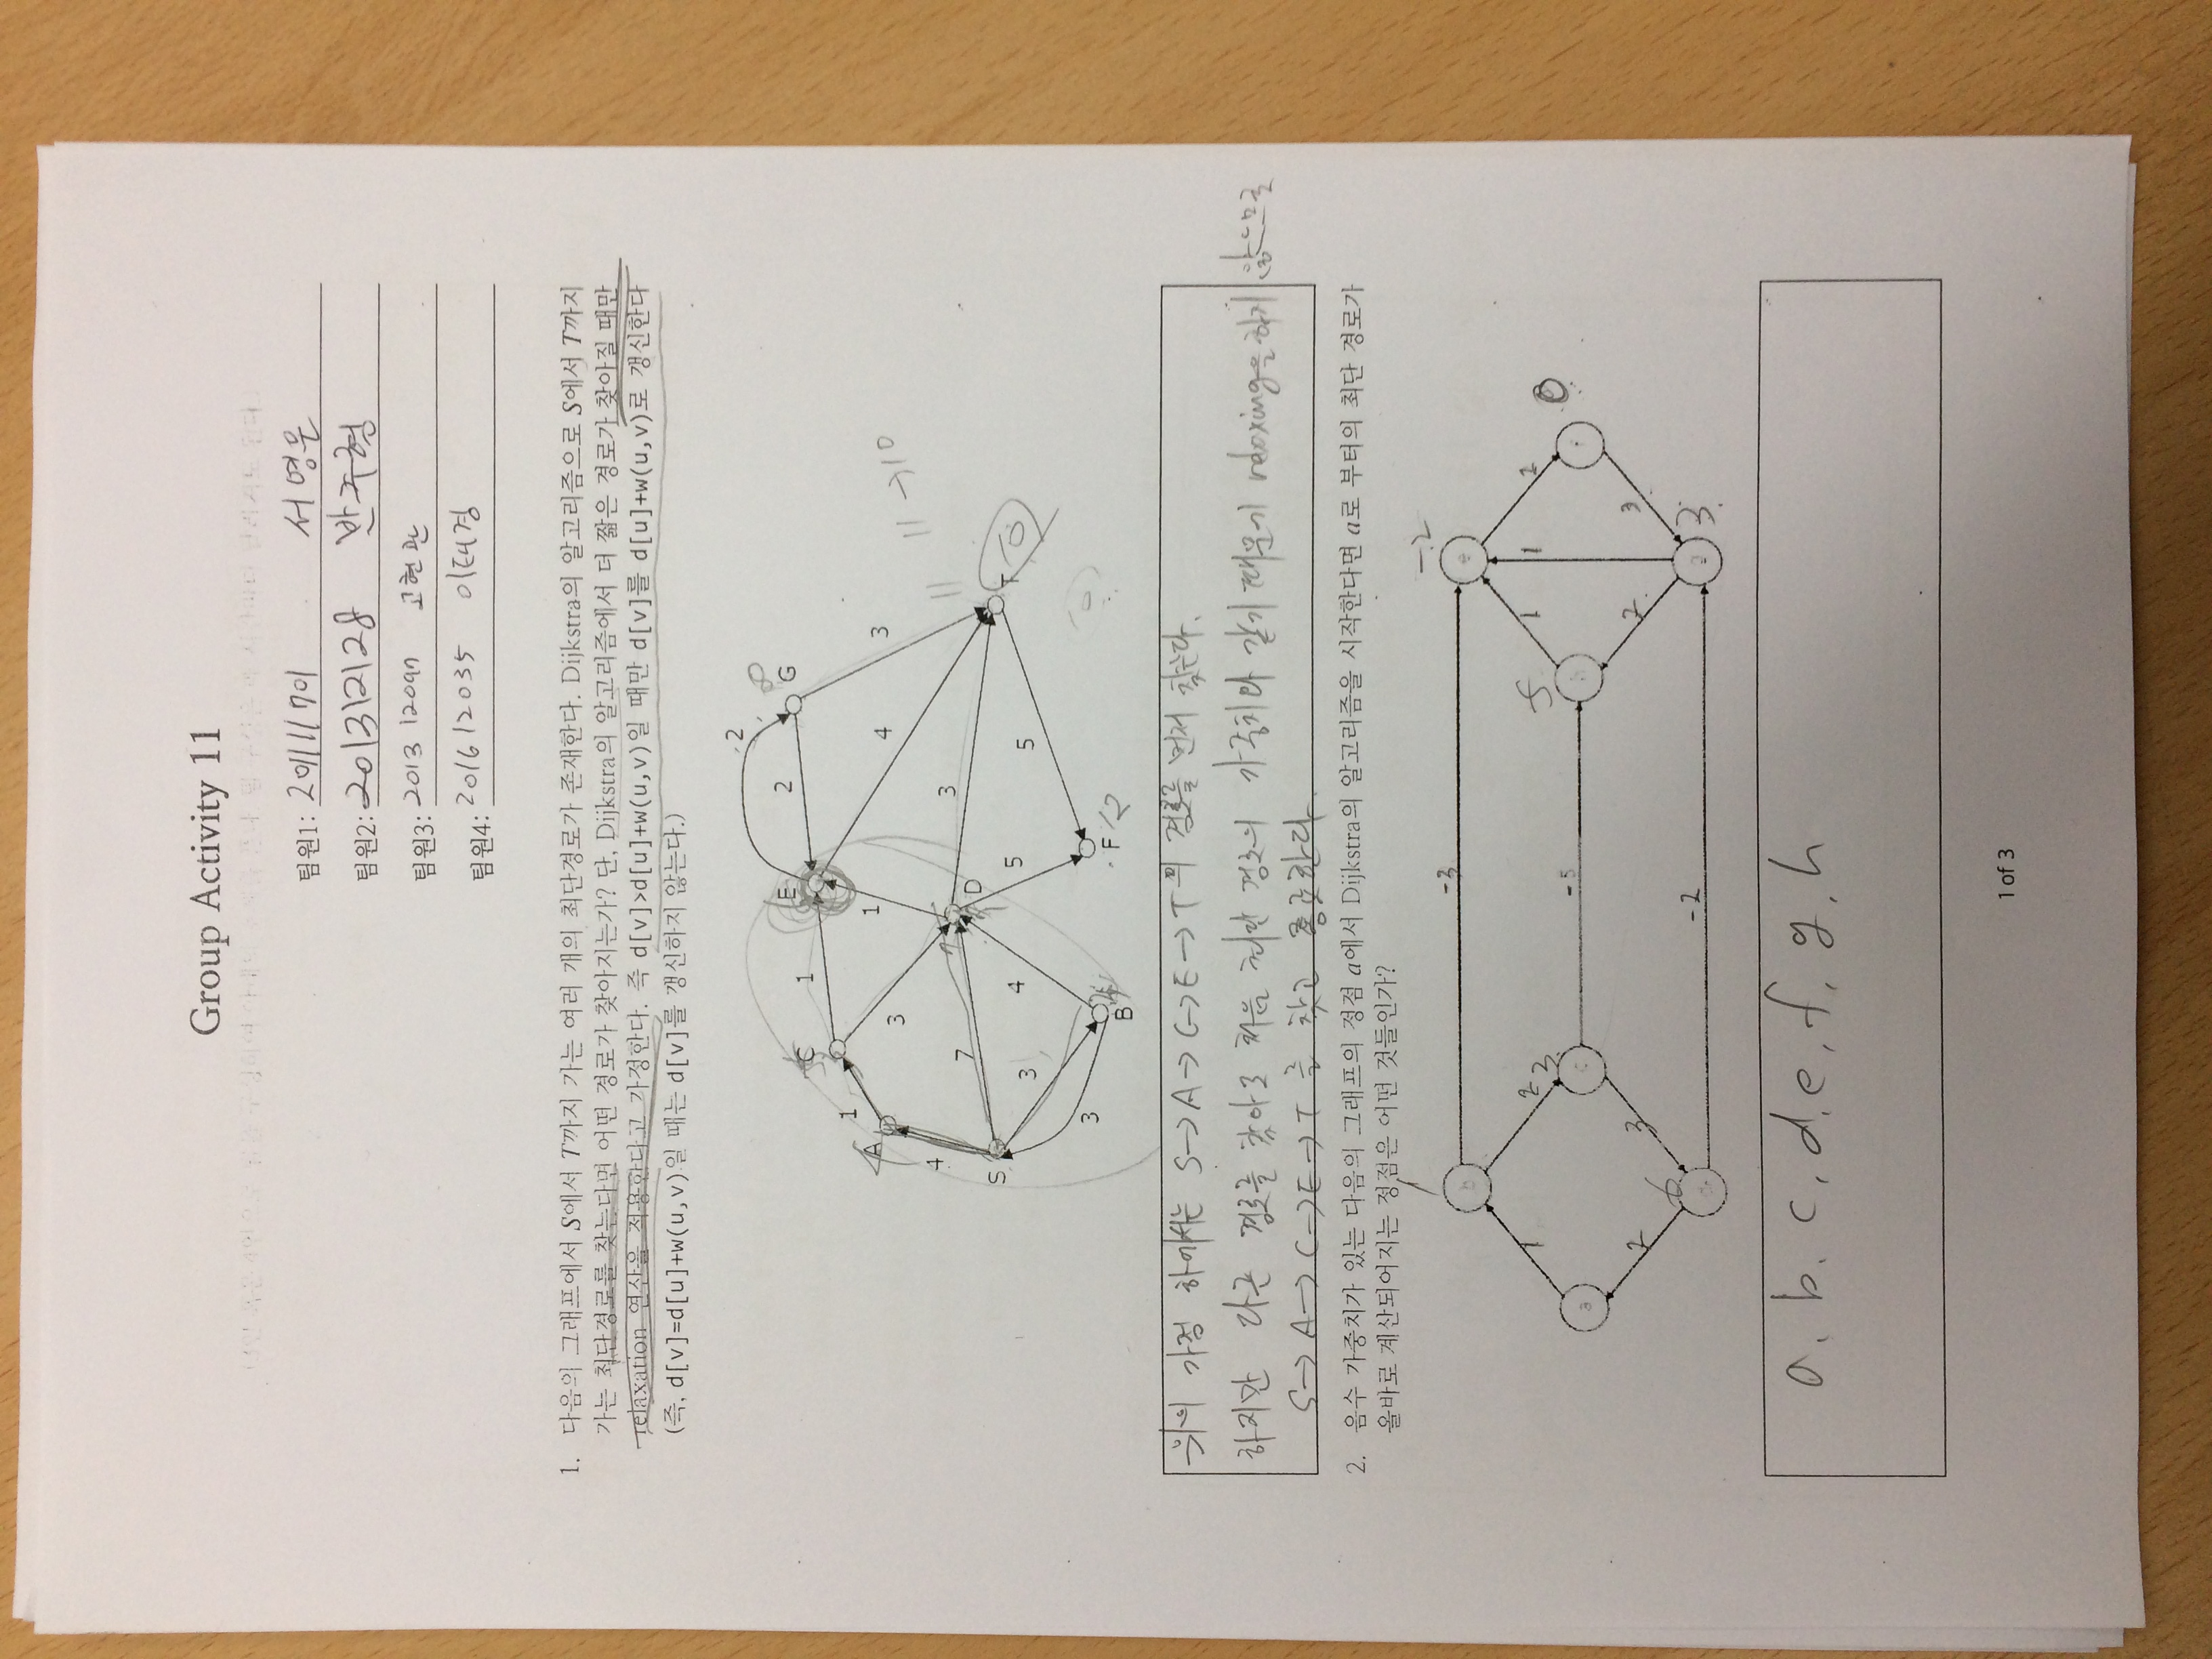 Group Activity 11
팀원1: 201111701 서영운
팀원2: 201312128 반주형
팀원3: 201312097 고현관
팀원4: 201612035 이태경
1. 다음의 그래프에서 S에서 T까지 가는 여러 개의 최단경로가 존재한다. Dijkstra의 알고리즘으로 S에서 T까지
가는 최단경로를 찾는다면 어떤 경로가 찾아지는가? 단, Dijkstra의 알고리즘에서 더 짧은 경로가 찾아질 때만
relaxation 연산을 적용한다고 가정한다. 즉 d[v]>d[u]+w(u,v)일 때만 d[v]를 d[u]+w(u,v)로 갱신한다
(즉, d[v]=d[u]+w(u,v)일 때는 d[v]를 갱신하지 않는다.)
2
∞
E
2
G
C
1
1
A
1
4
3
3
11 → 10
4
11
7
3
7
D
S
T
10
3
4
5
5
3
B
F 12
위의 가정 하에서는 S→A→C→E→T의 경로를 먼저 찾는다.
하지만 다른 경로를 찾아도 처음 최단 경로의 가중치와 같기 때문에 relaxing을 하지 않으므로
S→A→C→E→T를 찾고 종료한다.
2. 음수 가중치가 있는 다음의 그래프의 정점 a에서 Dijkstra의 알고리즘을 시작한다면 a로 부터의 최단 경로가
올바로 계산되어지는 정점은 어떤 것들인가?
1
-2
b
-3
e
1
2
3
5
1
1
2
0
a
c
-5
h
f
2
3
2
3
6
d
-2
g
3
a, b, c, d, e, f, g, h
1 of 3